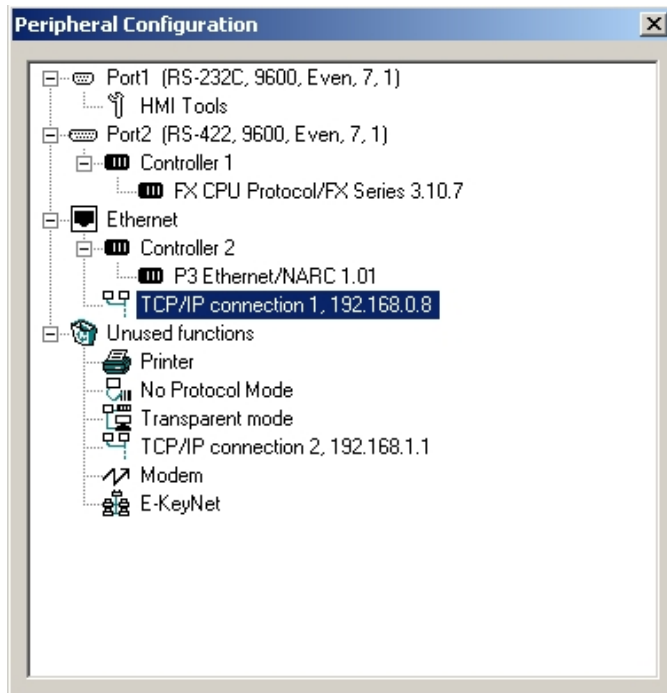 Peripheral Configuration
Port1 (RS-232C, 9600, Even, 7, 1)
HMI Tools
Port2 (RS-422, 9600, Even, 7, 1)
Controller 1
FX CPU Protocol/FX Series 3.10.7
Ethernet
Controller 2
P3 Ethernet/NARC 1.01
TCP/IP connection 1, 192.168.0.8
Unused functions
Printer
No Protocol Mode
Transparent mode
TCP/IP connection 2, 192.168.1.1
Modem
E-KeyNet